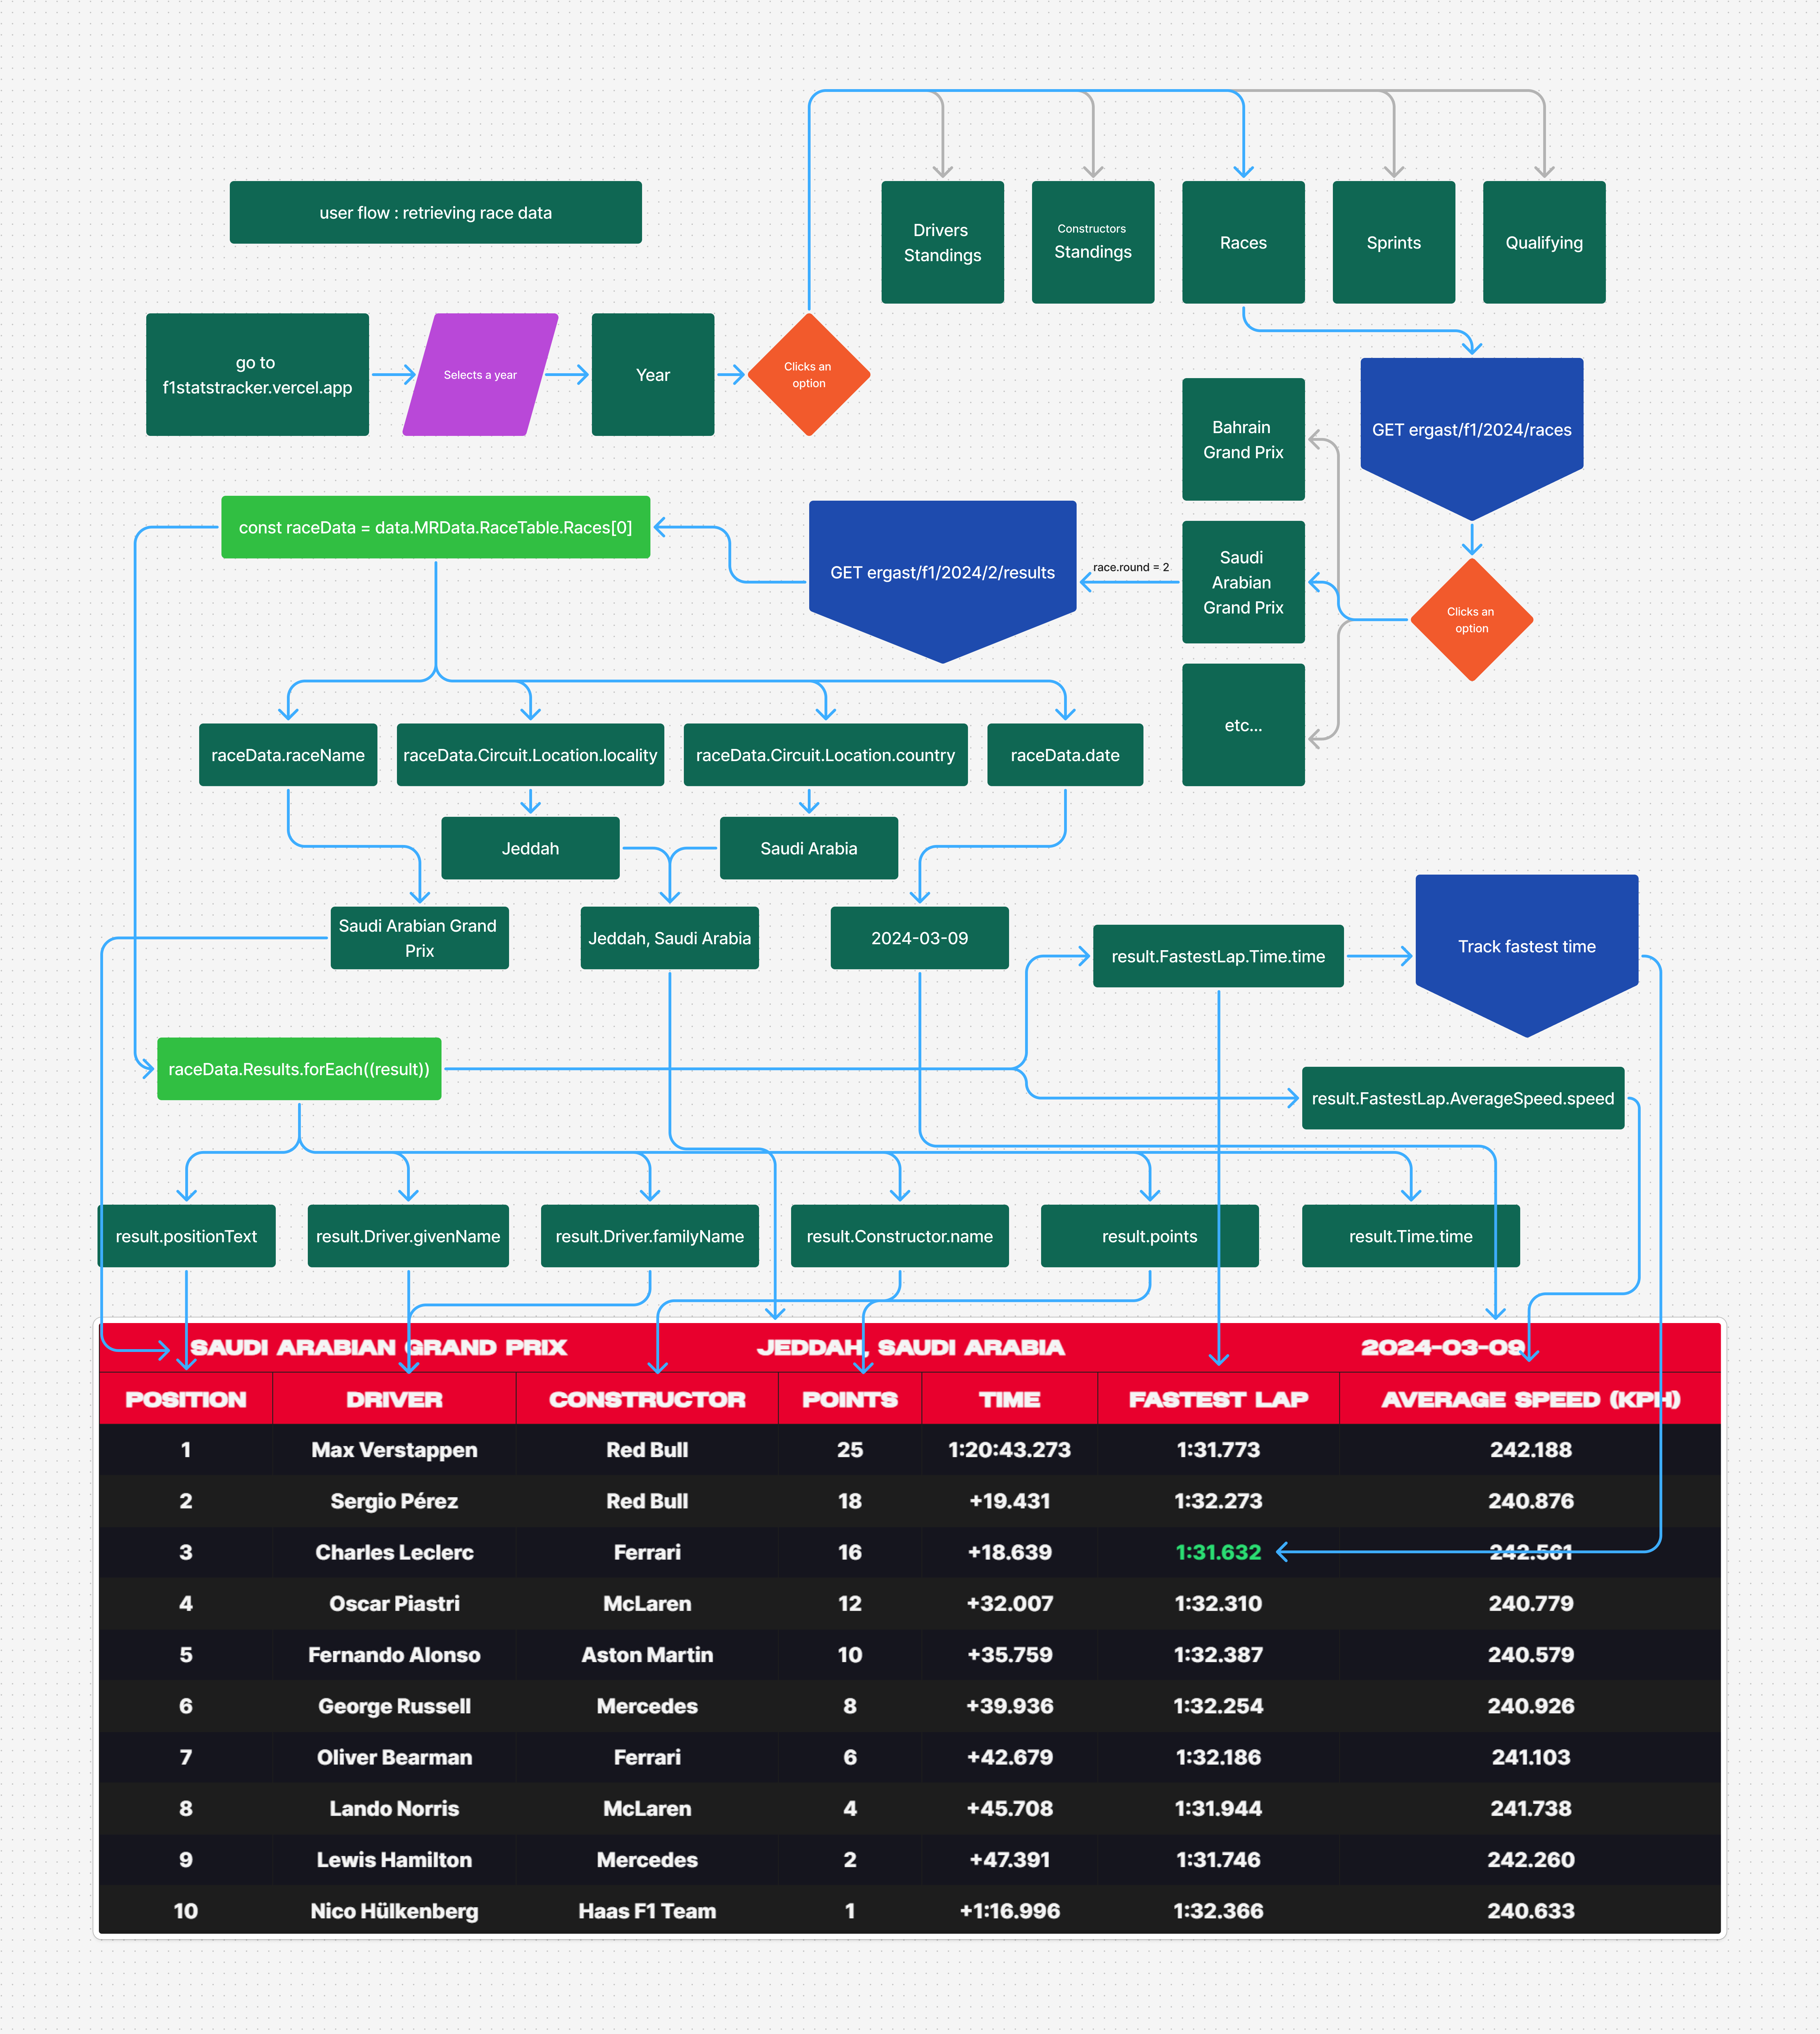 user flow : retrieving race data
Drivers
Standings
Constructors
Standings
Races
Sprints
Qualifying
go to
f1statstracker.vercel.app
Selects a year
Year
Clicks an
option
GET ergast/f1/2024/races
Bahrain
Grand Prix
Saudi
Arabian
Grand Prix
etc...
Clicks an
option
race.round = 2
GET ergast/f1/2024/2/results
const raceData = data.MRData.RaceTable.Races[0]
raceData.raceName
raceData.Circuit.Location.locality
raceData.Circuit.Location.country
raceData.date
Jeddah
Saudi Arabia
Saudi Arabian Grand
Prix
Jeddah, Saudi Arabia
2024-03-09
result.FastestLap.Time.time
Track fastest time
raceData.Results.forEach((result))
result.FastestLap.AverageSpeed.speed
result.positionText
result.Driver.givenName
result.Driver.familyName
result.Constructor.name
result.points
result.Time.time
SAUDI ARABIAN GRAND PRIX JEDDAH, SAUDI ARABIA 2024-03-09
POSITION DRIVER CONSTRUCTOR POINTS TIME FASTEST LAP AVERAGE SPEED (KPH)
1 Max Verstappen Red Bull 25 1:20:43.273 1:31.773 242.188
2 Sergio Pérez Red Bull 18 +19.431 1:32.273 240.876
3 Charles Leclerc Ferrari 16 +18.639 1:31.632 242.561
4 Oscar Piastri McLaren 12 +32.007 1:32.310 240.779
5 Fernando Alonso Aston Martin 10 +35.759 1:32.387 240.579
6 George Russell Mercedes 8 +39.936 1:32.254 240.926
7 Oliver Bearman Ferrari 6 +42.679 1:32.186 241.103
8 Lando Norris McLaren 4 +45.708 1:31.944 241.738
9 Lewis Hamilton Mercedes 2 +47.391 1:31.746 242.260
10 Nico Hülkenberg Haas F1 Team 1 +1:16.996 1:32.366 240.633